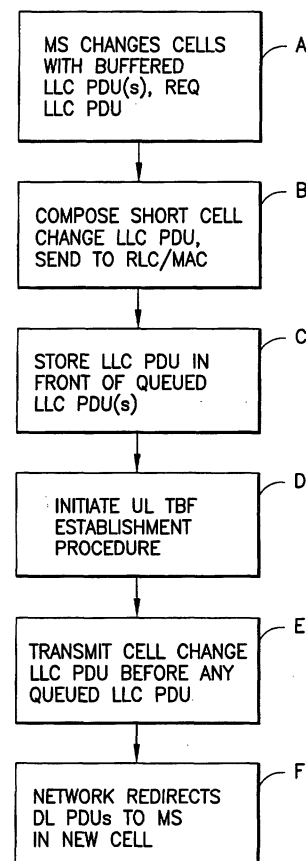 MS CHANGES CELLS
WITH BUFFERED
LLC PDU(s), REQ
LLC PDU
A
COMPOSE SHORT CELL
CHANGE LLC PDU,
SEND TO RLC/MAC
B
STORE LLC PDU IN
FRONT OF QUEUED
LLC PDU(s)
C
INITIATE UL TBF
ESTABLISHMENT
PROCEDURE
D
TRANSMIT CELL CHANGE
LLC PDU BEFORE ANY
QUEUED LLC PDU
E
NETWORK REDIRECTS
DL PDUs TO MS
IN NEW CELL
F